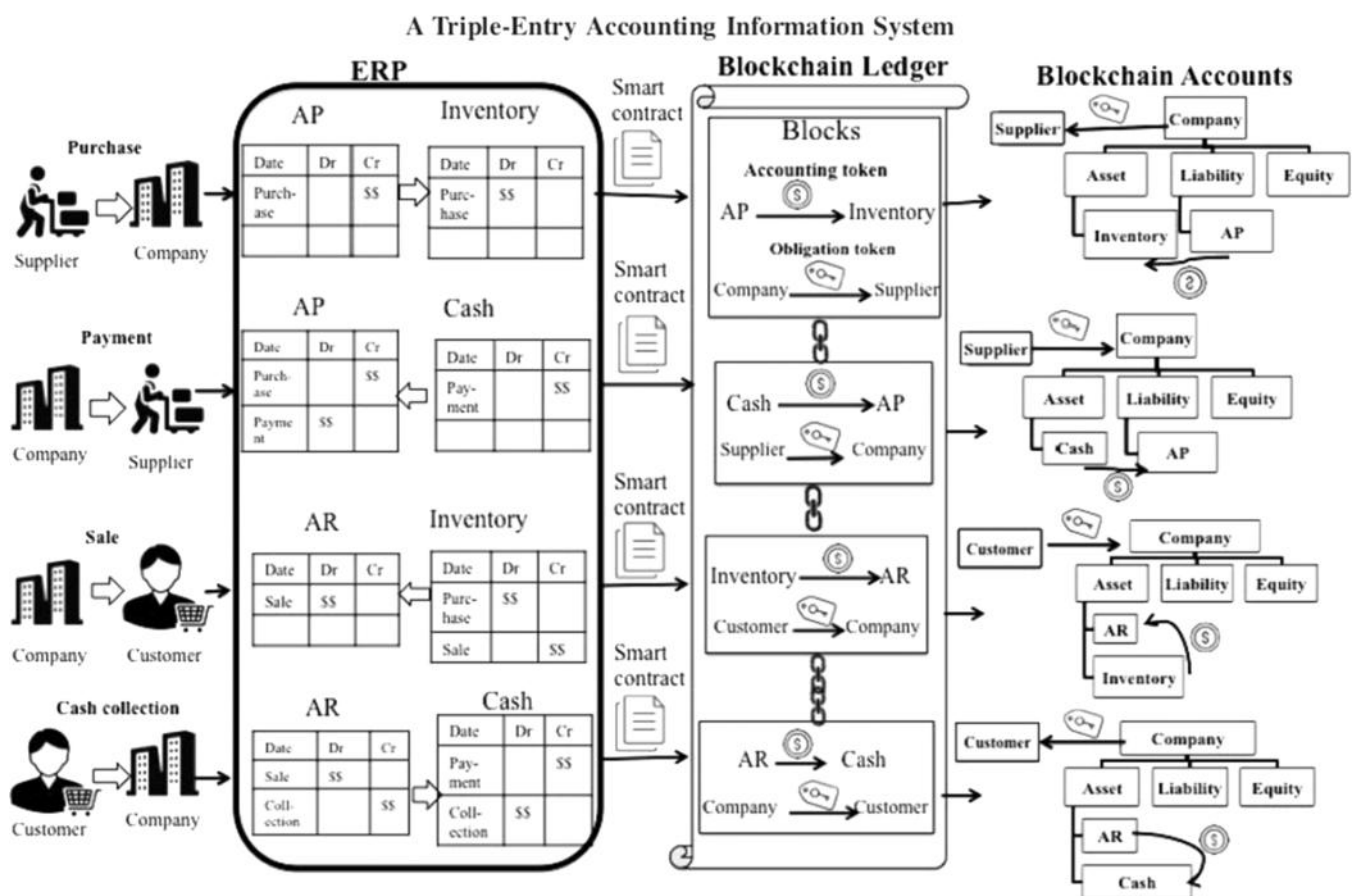 A Triple-Entry Accounting Information System
ERP
Blockchain Ledger
Blockchain Accounts
Purchase
Supplier
Company
AP
Date Dr Cr
Purch-
ase $$
Inventory
Date Dr Cr
Purc-
hase $$
Smart
contract
Blocks
Accounting token
AP Inventory
Obligation token
Company Supplier
Supplier
Company
Asset Liability Equity
Inventory AP
Payment
Company
Supplier
AP
Date Dr Cr
Purch-
ase $$
Payme
nt $$
Cash
Date Dr Cr
Pay-
ment $$
Smart
contract
Cash AP
Supplier Company
Supplier
Company
Asset Liability Equity
Cash AP
Sale
Company
Customer
AR
Date Dr Cr
Sale $$
Inventory
Date Dr Cr
Purc-
hase $$
Sale $$
Smart
contract
Inventory AR
Customer Company
Customer
Company
Asset Liability Equity
AR
Inventory
Cash collection
Customer
Company
AR
Date Dr Cr
Sale $$
Coll-
ection $$
Cash
Date Dr Cr
Pay-
ment $$
Coll-
ection $$
Smart
contract
AR Cash
Company Customer
Customer
Company
Asset Liability Equity
AR
Cash